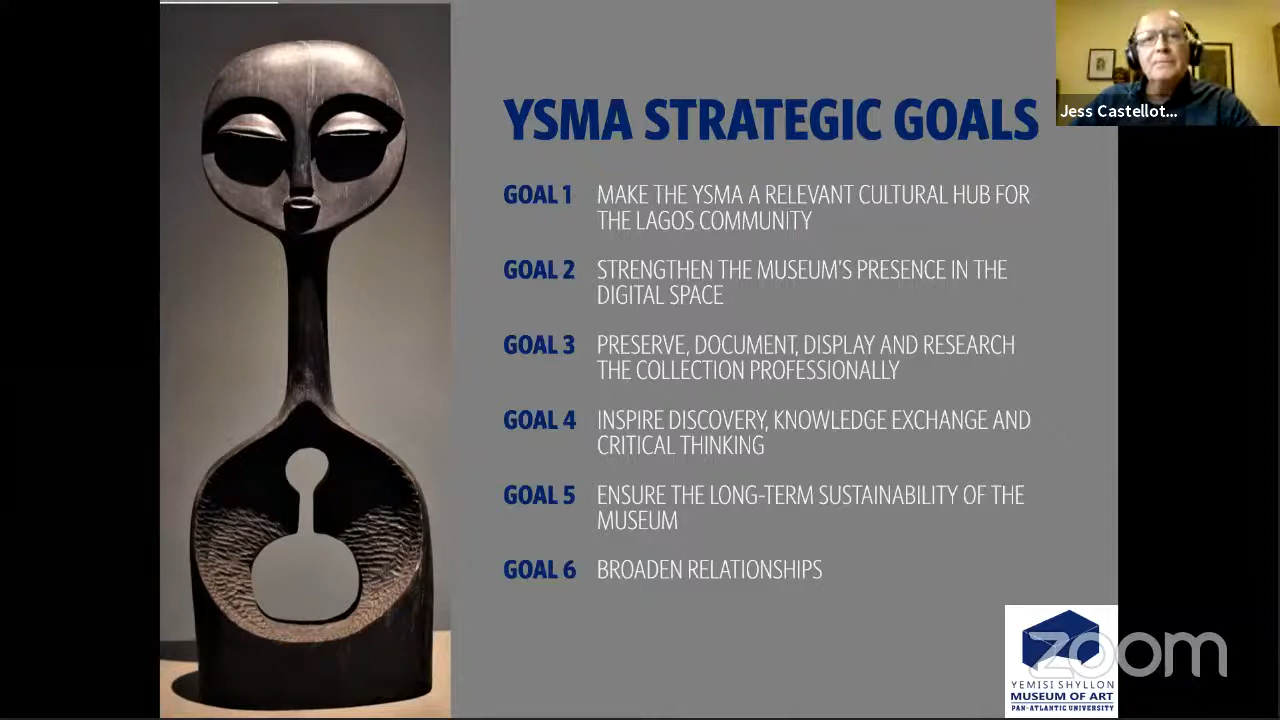 Jess Castellot...
YSMA STRATEGIC GOALS
GOAL 1 MAKE THE YSMA A RELEVANT CULTURAL HUB FOR
THE LAGOS COMMUNITY
GOAL 2 STRENGTHEN THE MUSEUM'S PRESENCE IN THE
DIGITAL SPACE
GOAL 3 PRESERVE, DOCUMENT, DISPLAY AND RESEARCH
THE COLLECTION PROFESSIONALLY
GOAL 4 INSPIRE DISCOVERY, KNOWLEDGE EXCHANGE AND
CRITICAL THINKING
GOAL 5 ENSURE THE LONG-TERM SUSTAINABILITY OF THE
MUSEUM
GOAL 6 BROADEN RELATIONSHIPS
zoom
YEMISI SHYLLON
MUSEUM OF ART
PAN-ATLANTIC UNIVERSITY